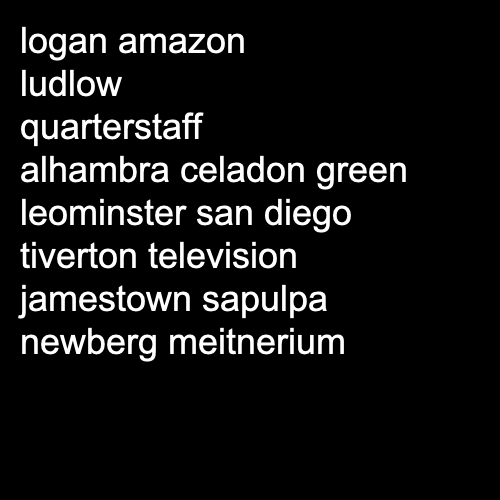 logan amazon
ludlow
quarterstaff
alhambra celadon green
leominster san diego
tiverton television
jamestown sapulpa
newberg meitnerium